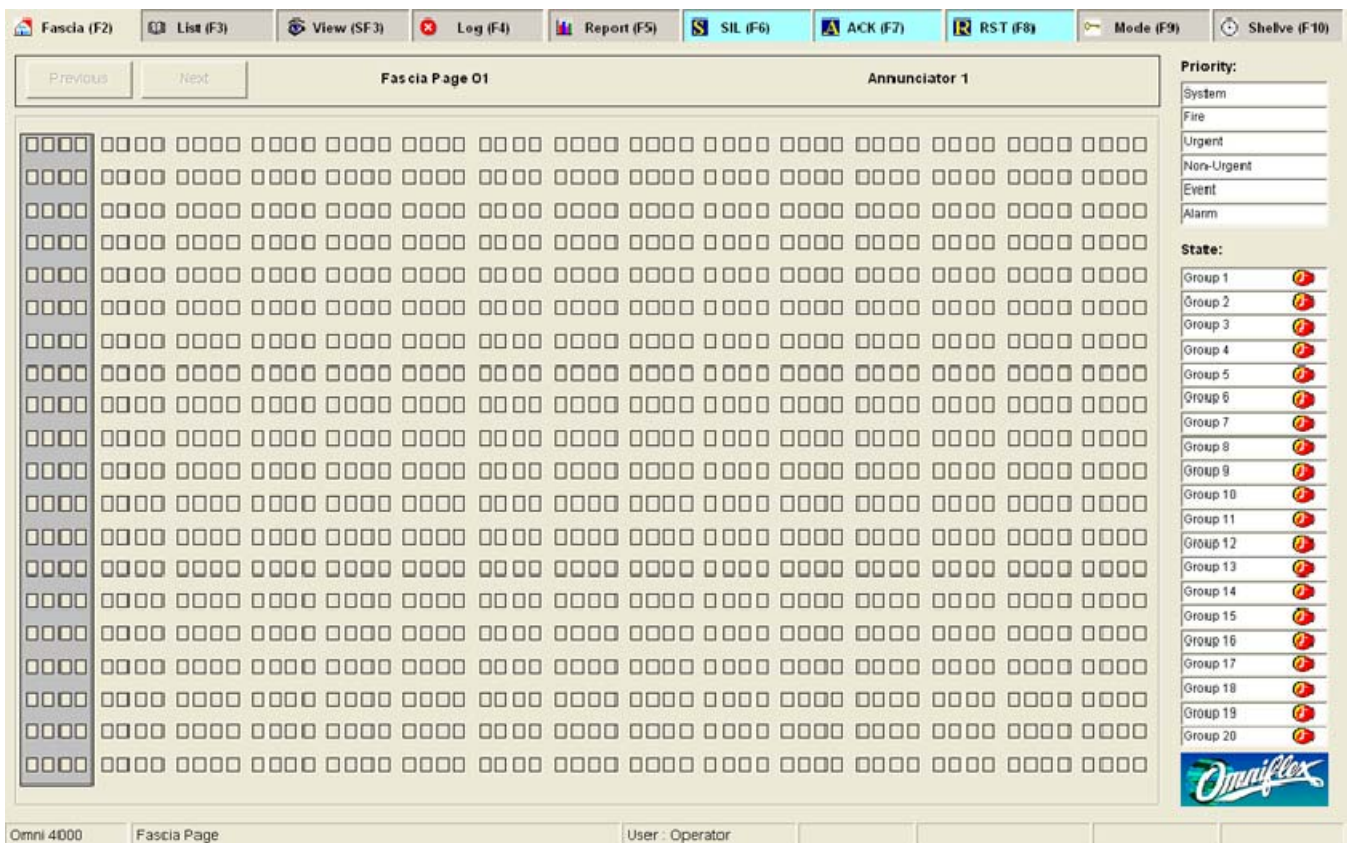 Fascia (F2)
List (F3)
View (SF3)
Log (F4)
Report (F5)
S SIL (F6)
A ACK (F7)
R RST (F8)
Mode (F9)
Shelve (F10)
Previous
Next
Fascia Page 01
Annunciator 1
Priority:
System
Fire
Urgent
Non-Urgent
Event
Alarm
State:
Group 1
Group 2
Group 3
Group 4
Group 5
Group 6
Group 7
Group 8
Group 9
Group 10
Group 11
Group 12
Group 13
Group 14
Group 15
Group 16
Group 17
Group 18
Group 19
Group 20
Omniflex
Omni 4000
Fascia Page
User : Operator